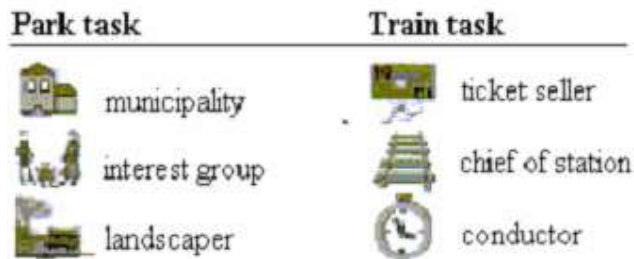 Park task
Train task
municipality
ticket seller
interest group
chief of station
landscaper
conductor